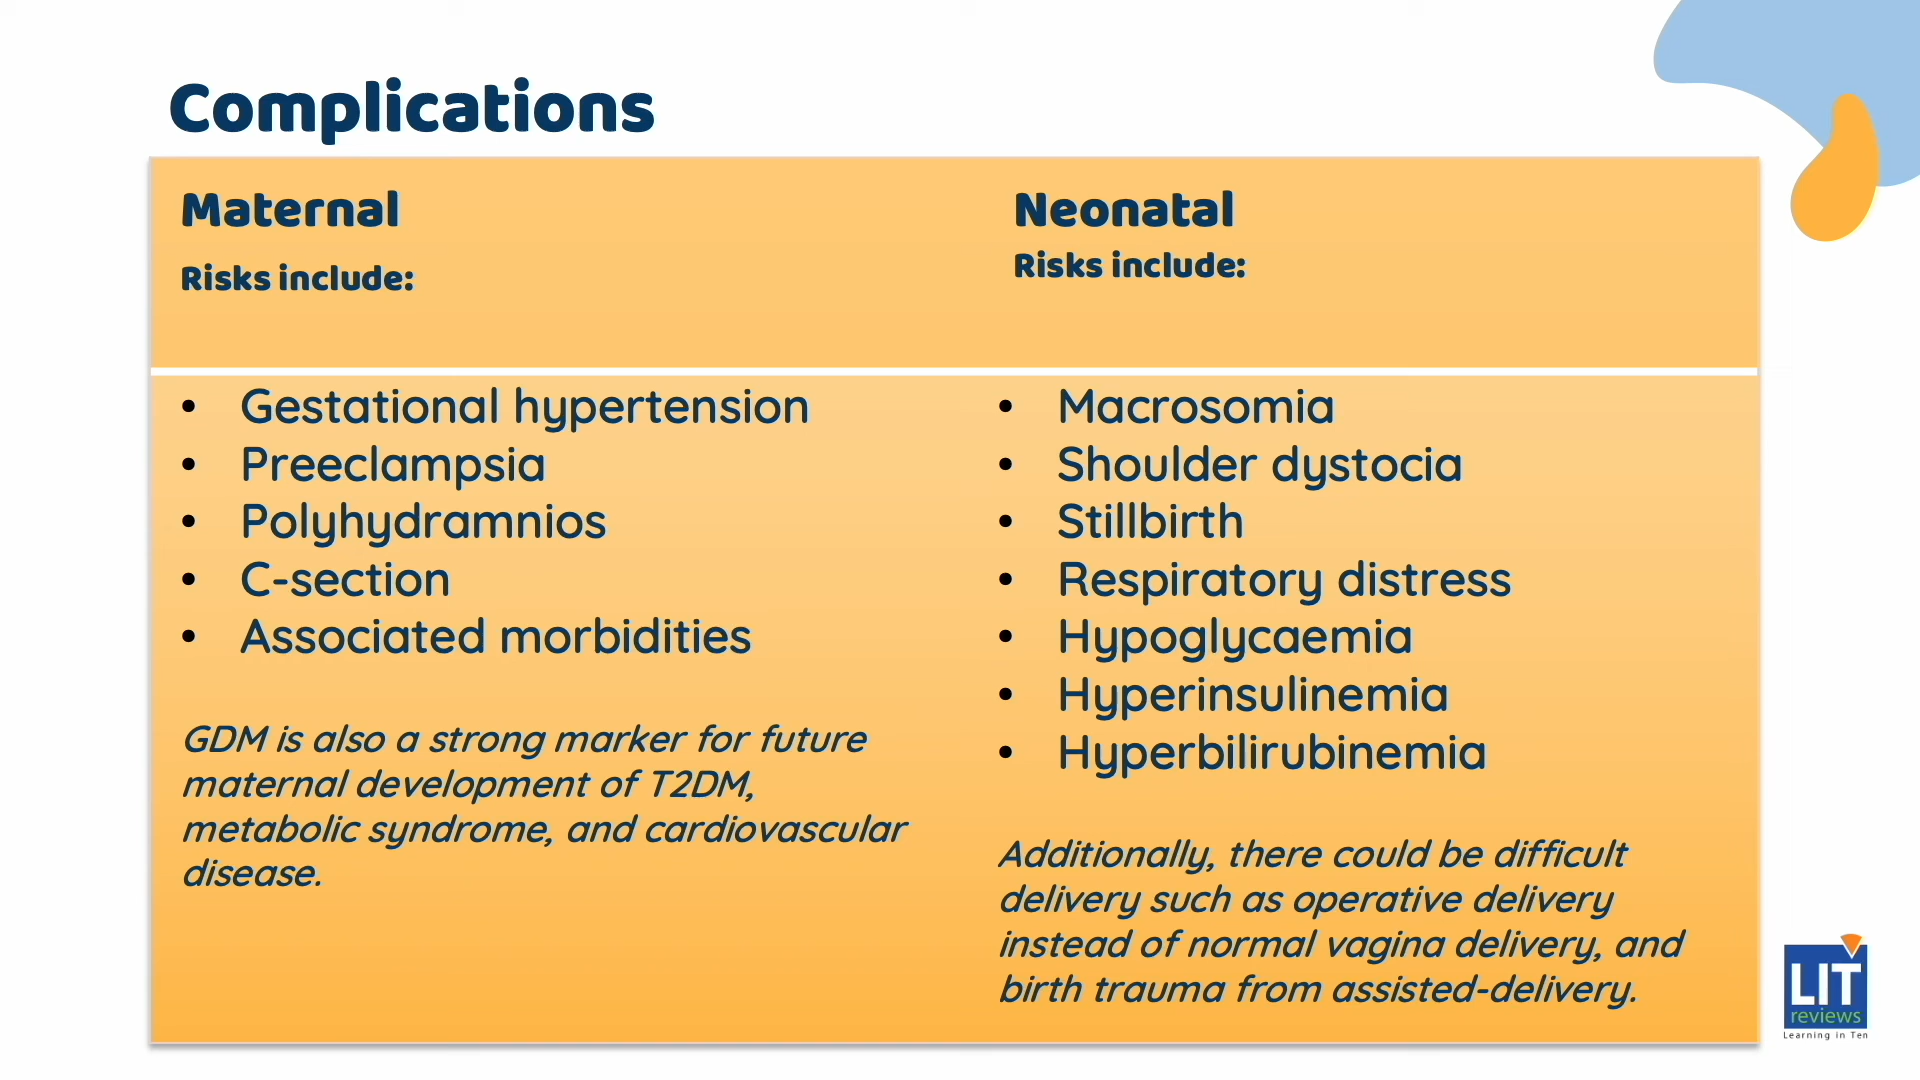 Complications
Maternal
Risks include:
• Gestational hypertension
• Preeclampsia
• Polyhydramnios
• C-section
• Associated morbidities
GDM is also a strong marker for future
maternal development of T2DM,
metabolic syndrome, and cardiovascular
disease.
Neonatal
Risks include:
• Macrosomia
• Shoulder dystocia
• Stillbirth
• Respiratory distress
• Hypoglycaemia
• Hyperinsulinemia
• Hyperbilirubinemia
Additionally, there could be difficult
delivery such as operative delivery
instead of normal vagina delivery, and
birth trauma from assisted-delivery.
LIT
reviews
Learning in Ten